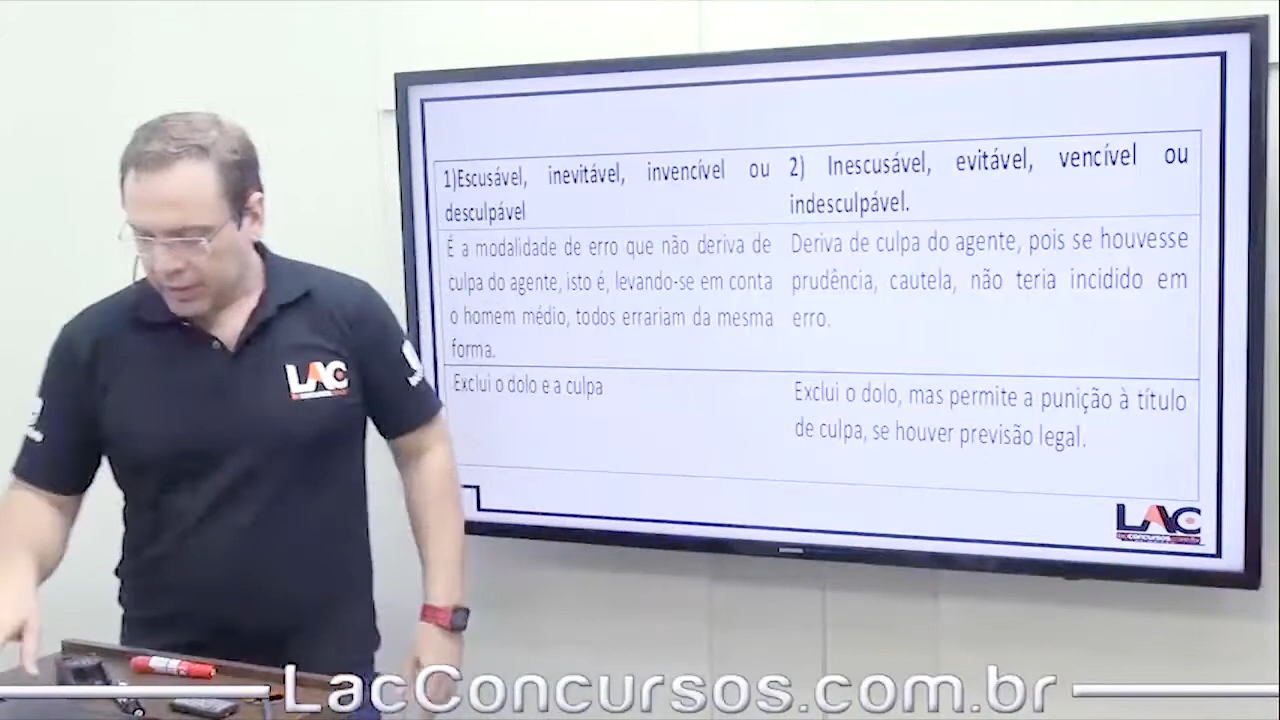 1)Escusável, inevitável, invencível ou
desculpável
2) Inescusável, evitável, vencível ou
indesculpável.
É a modalidade de erro que não deriva de
culpa do agente, isto é, levando-se em conta
o homem médio, todos errariam da mesma
forma.
Deriva de culpa do agente, pois se houvesse
prudência, cautela, não teria incidido em
erro.
Exclui o dolo e a culpa
Exclui o dolo, mas permite a punição à título
de culpa, se houver previsão legal.
LAC
LAC
LacConcursos.com.br